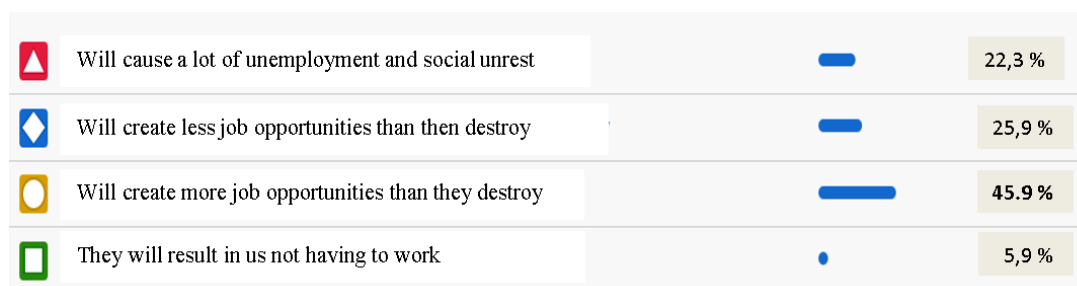 Will cause a lot of unemployment and social unrest 22,3 %
Will create less job opportunities than then destroy 25,9 %
Will create more job opportunities than they destroy 45.9 %
They will result in us not having to work 5,9 %